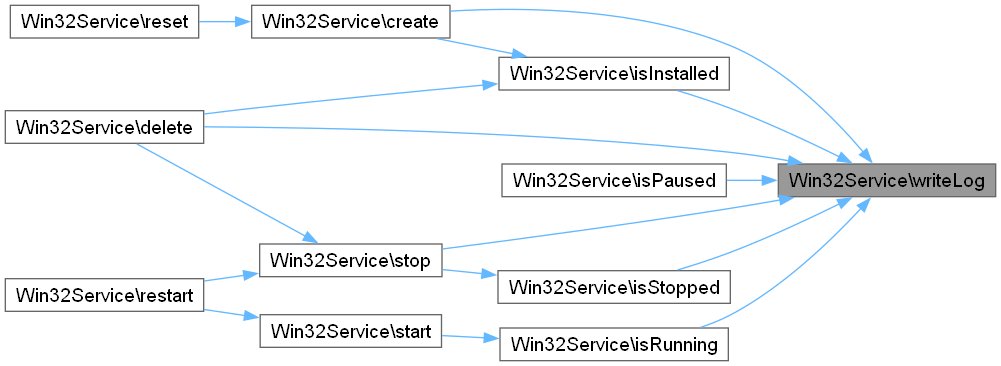 Win32Service\reset
Win32Service\create
Win32Service\isInstalled
Win32Service\delete
Win32Service\isPaused
Win32Service\writeLog
Win32Service\stop
Win32Service\isStopped
Win32Service\restart
Win32Service\start
Win32Service\isRunning